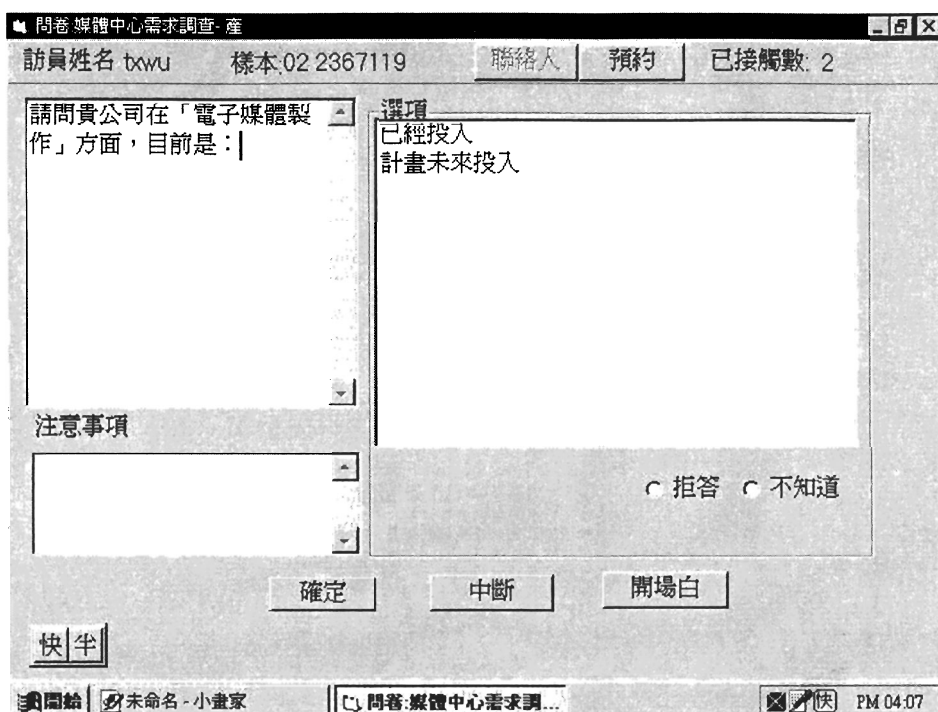 問卷:媒體中心需求調查- 產
訪員姓名 txwu 樣本:02 2367119 聯絡人 預約 已接觸數: 2
請問貴公司在「電子媒體製
作」方面，目前是：
選項
已經投入
計畫未來投入
注意事項
拒答 不知道
確定 中斷 開場白
快 半
開始 未命名 - 小畫家 問卷:媒體中心需求調... 快 PM 04:07